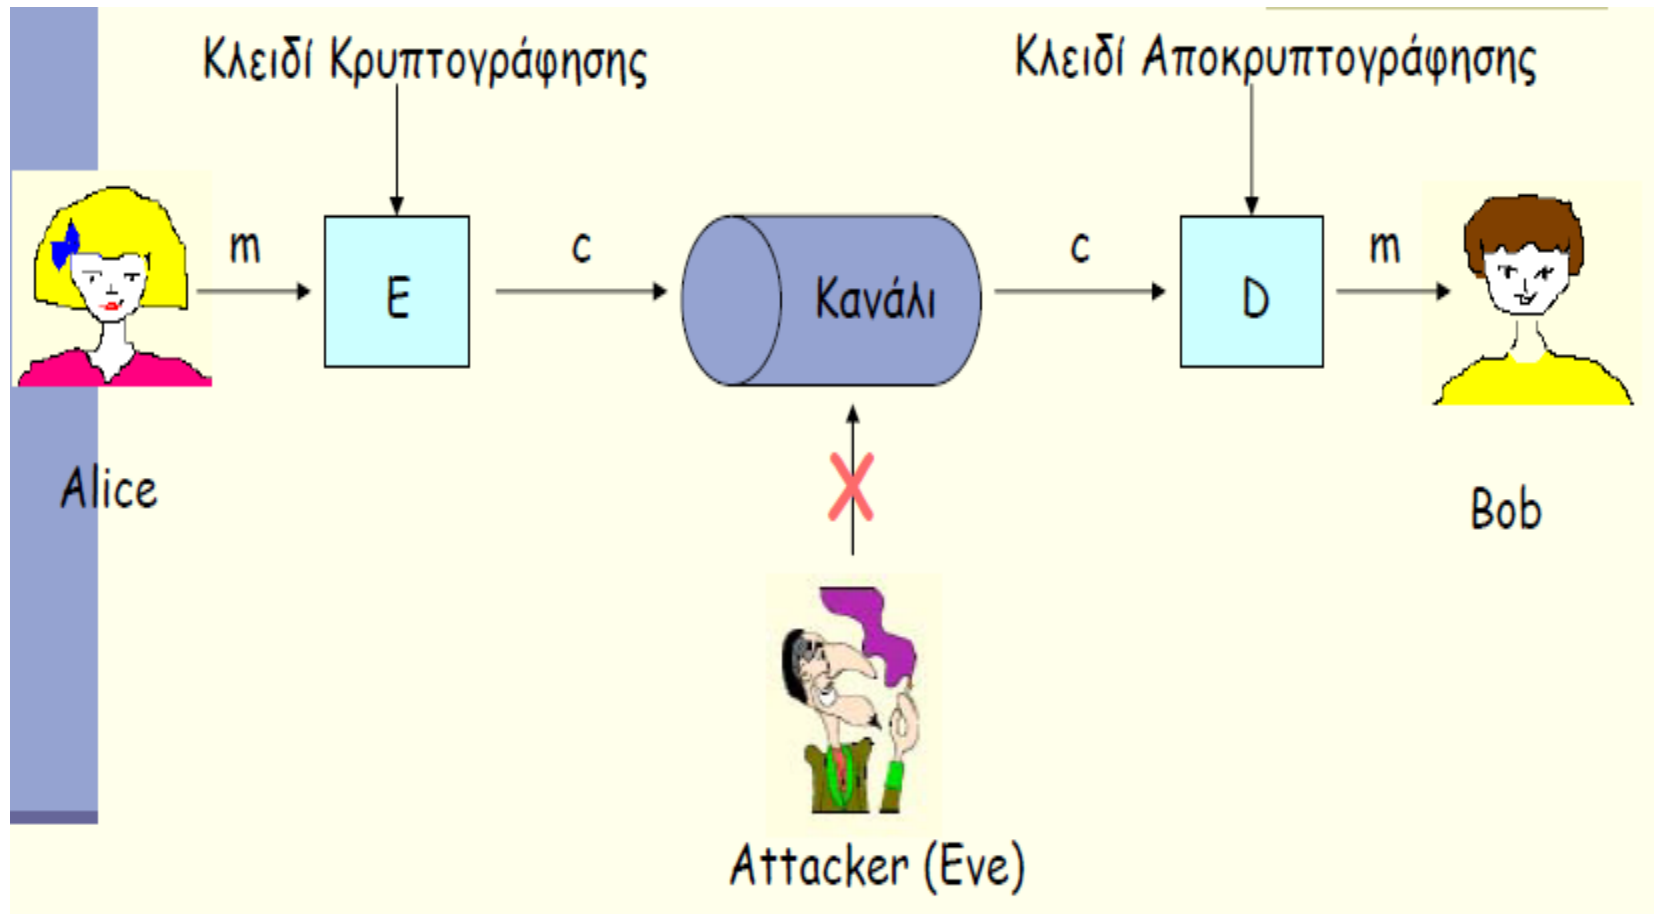 Κλειδί Κρυπτογράφησης
Κλειδί Αποκρυπτογράφησης
m
E
c
Κανάλι
c
D
m
Alice
Bob
Attacker (Eve)